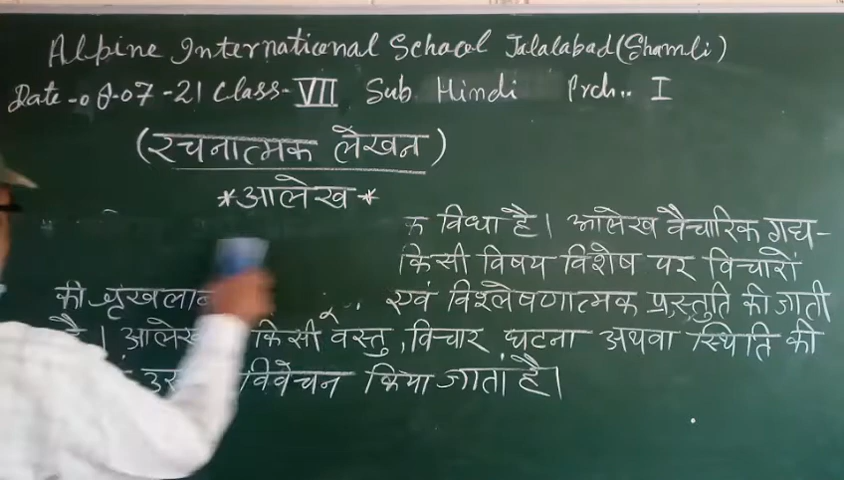 Alpine International School Jalalabad (Shamli)
Date - 08-07-21 Class - VII Sub Hindi Prd.. I
(रचनात्मक लेखन)
*आलेख*
विधा है। आलेख वैचारिक गद्य-
किसी विषय विशेष पर विचारों
की श्रृंखला एवं विश्लेषणात्मक प्रस्तुति की जाती
है। आलेख किसी वस्तु, विचार, घटना अथवा स्थिति की
विवेचन किया जाता है।